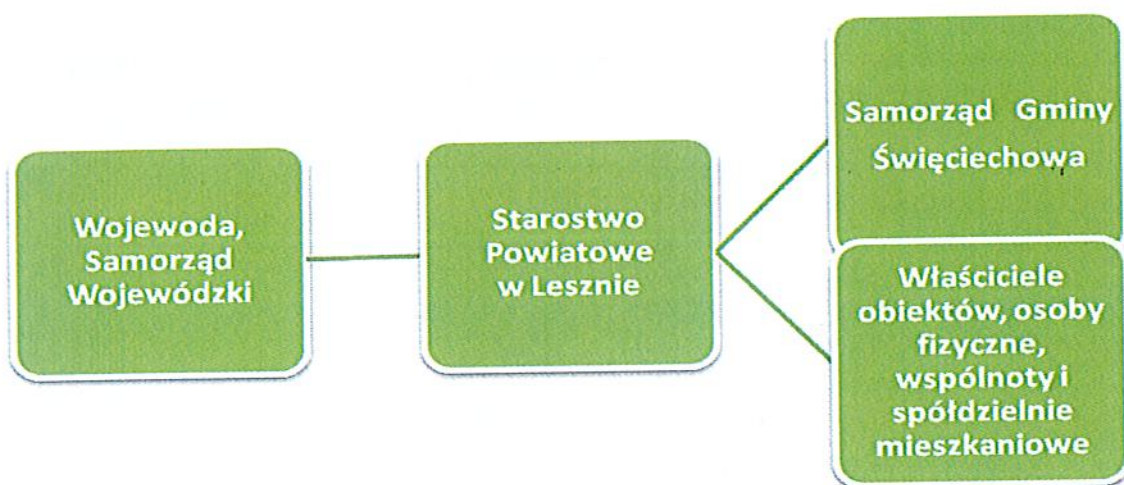 Wojewoda,
Samorząd
Wojewódzki
Starostwo
Powiatowe
w Lesznie
Samorząd Gminy
Święciechowa
Właściciele
obiektów, osoby
fizyczne,
wspólnoty i
spółdzielnie
mieszkaniowe